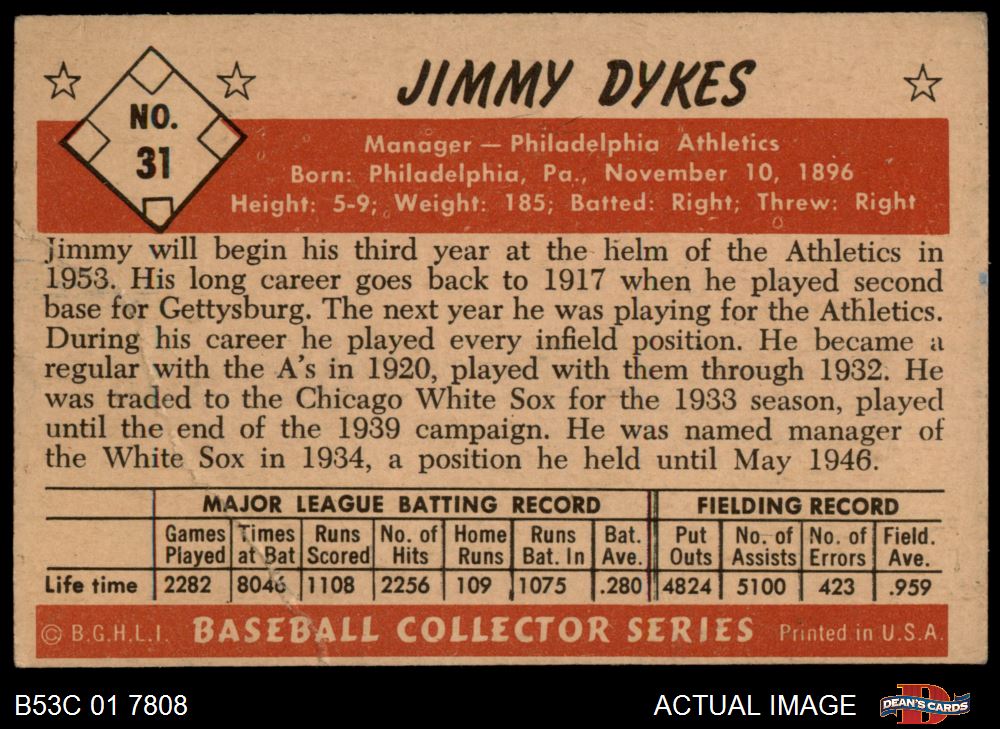 NO.
31
JIMMY DYKES
Manager — Philadelphia Athletics
Born: Philadelphia, Pa., November 10, 1896
Height: 5-9; Weight: 185; Batted: Right; Threw: Right
Jimmy will begin his third year at the helm of the Athletics in
1953. His long career goes back to 1917 when he played second
base for Gettysburg. The next year he was playing for the Athletics.
During his career he played every infield position. He became a
regular with the A's in 1920, played with them through 1932. He
was traded to the Chicago White Sox for the 1933 season, played
until the end of the 1939 campaign. He was named manager of
the White Sox in 1934, a position he held until May 1946.
MAJOR LEAGUE BATTING RECORD FIELDING RECORD
Games Times Runs No. of Home Runs Bat. Put No. of No. of Field.
Played at Bat Scored Hits Runs Bat. In Ave. Outs Assists Errors Ave.
Life time 2282 8046 1108 2256 109 1075 .280 4824 5100 423 .959
© B.G.H.L.I. BASEBALL COLLECTOR SERIES Printed in U.S.A.
B53C 01 7808 ACTUAL IMAGE D DEAN'S CARDS